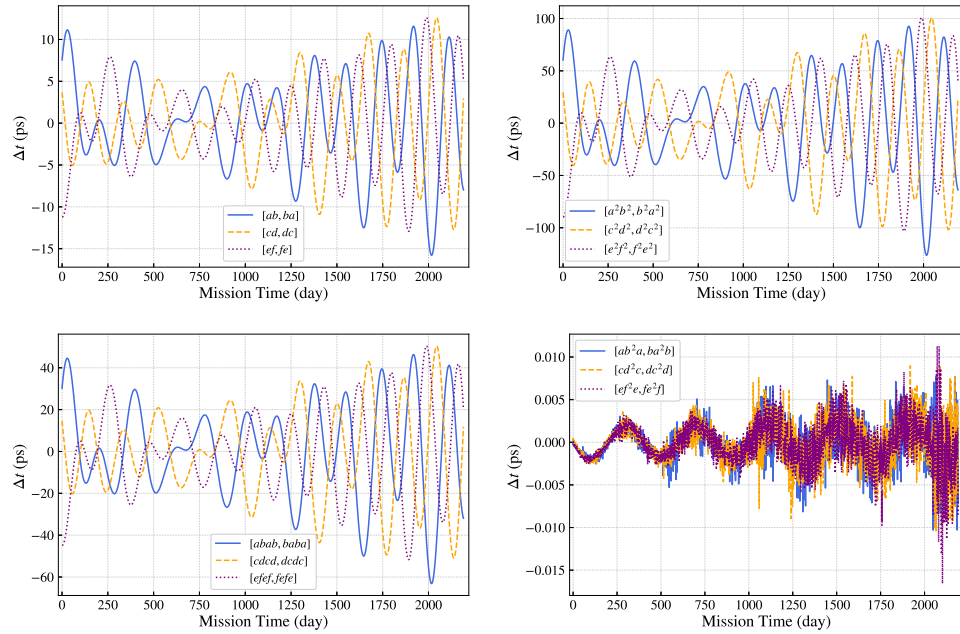 10
5
0
−5
−10
−15
Δt (ps)
0 250 500 750 1000 1250 1500 1750 2000
Mission Time (day)
[ab, ba]
[cd, dc]
[ef, fe]
100
50
0
−50
−100
Δt (ps)
0 250 500 750 1000 1250 1500 1750 2000
Mission Time (day)
[a²b², b²a²]
[c²d², d²c²]
[e²f², f²e²]
40
20
0
−20
−40
−60
Δt (ps)
0 250 500 750 1000 1250 1500 1750 2000
Mission Time (day)
[abab, baba]
[cdcd, dcdc]
[efef, fefe]
0.010
0.005
0.000
−0.005
−0.010
−0.015
Δt (ps)
0 250 500 750 1000 1250 1500 1750 2000
Mission Time (day)
[ab²a, ba²b]
[cd²c, dc²d]
[ef²e, fe²f]